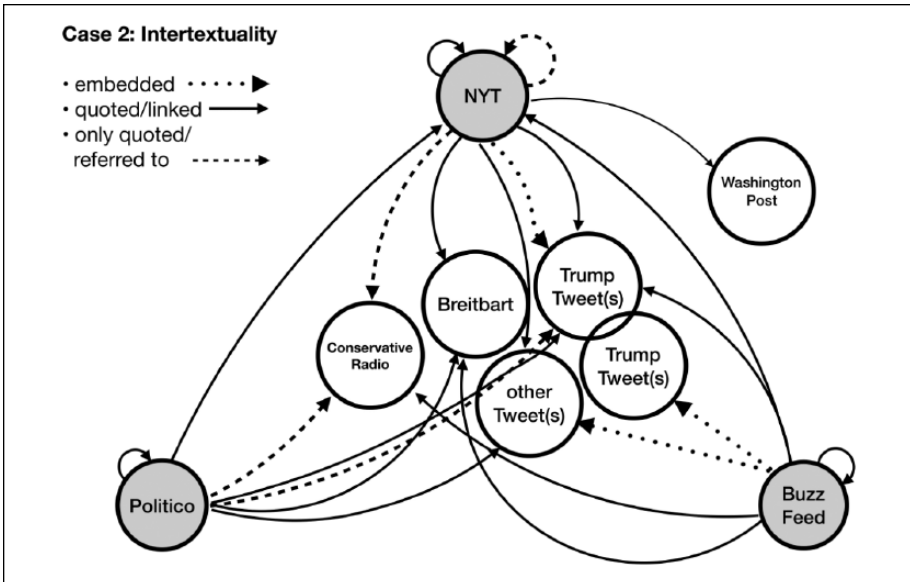 Case 2: Intertextuality
• embedded
• quoted/linked
• only quoted/
referred to
NYT
Washington
Post
Trump
Tweet(s)
Breitbart
Conservative
Radio
Trump
Tweet(s)
other
Tweet(s)
Politico
Buzz
Feed